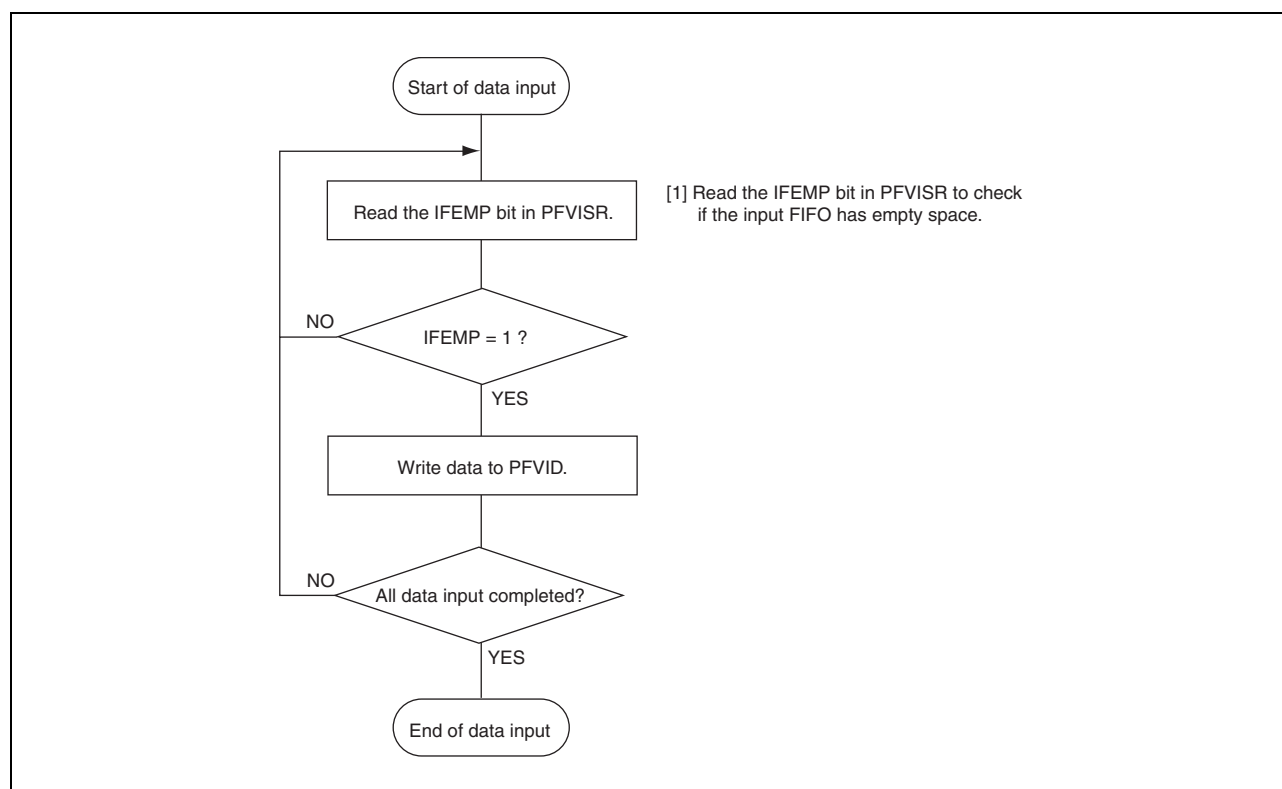 Start of data input
Read the IFEMP bit in PFVISR.
[1] Read the IFEMP bit in PFVISR to check
if the input FIFO has empty space.
NO
IFEMP = 1 ?
YES
Write data to PFVID.
NO
All data input completed?
YES
End of data input